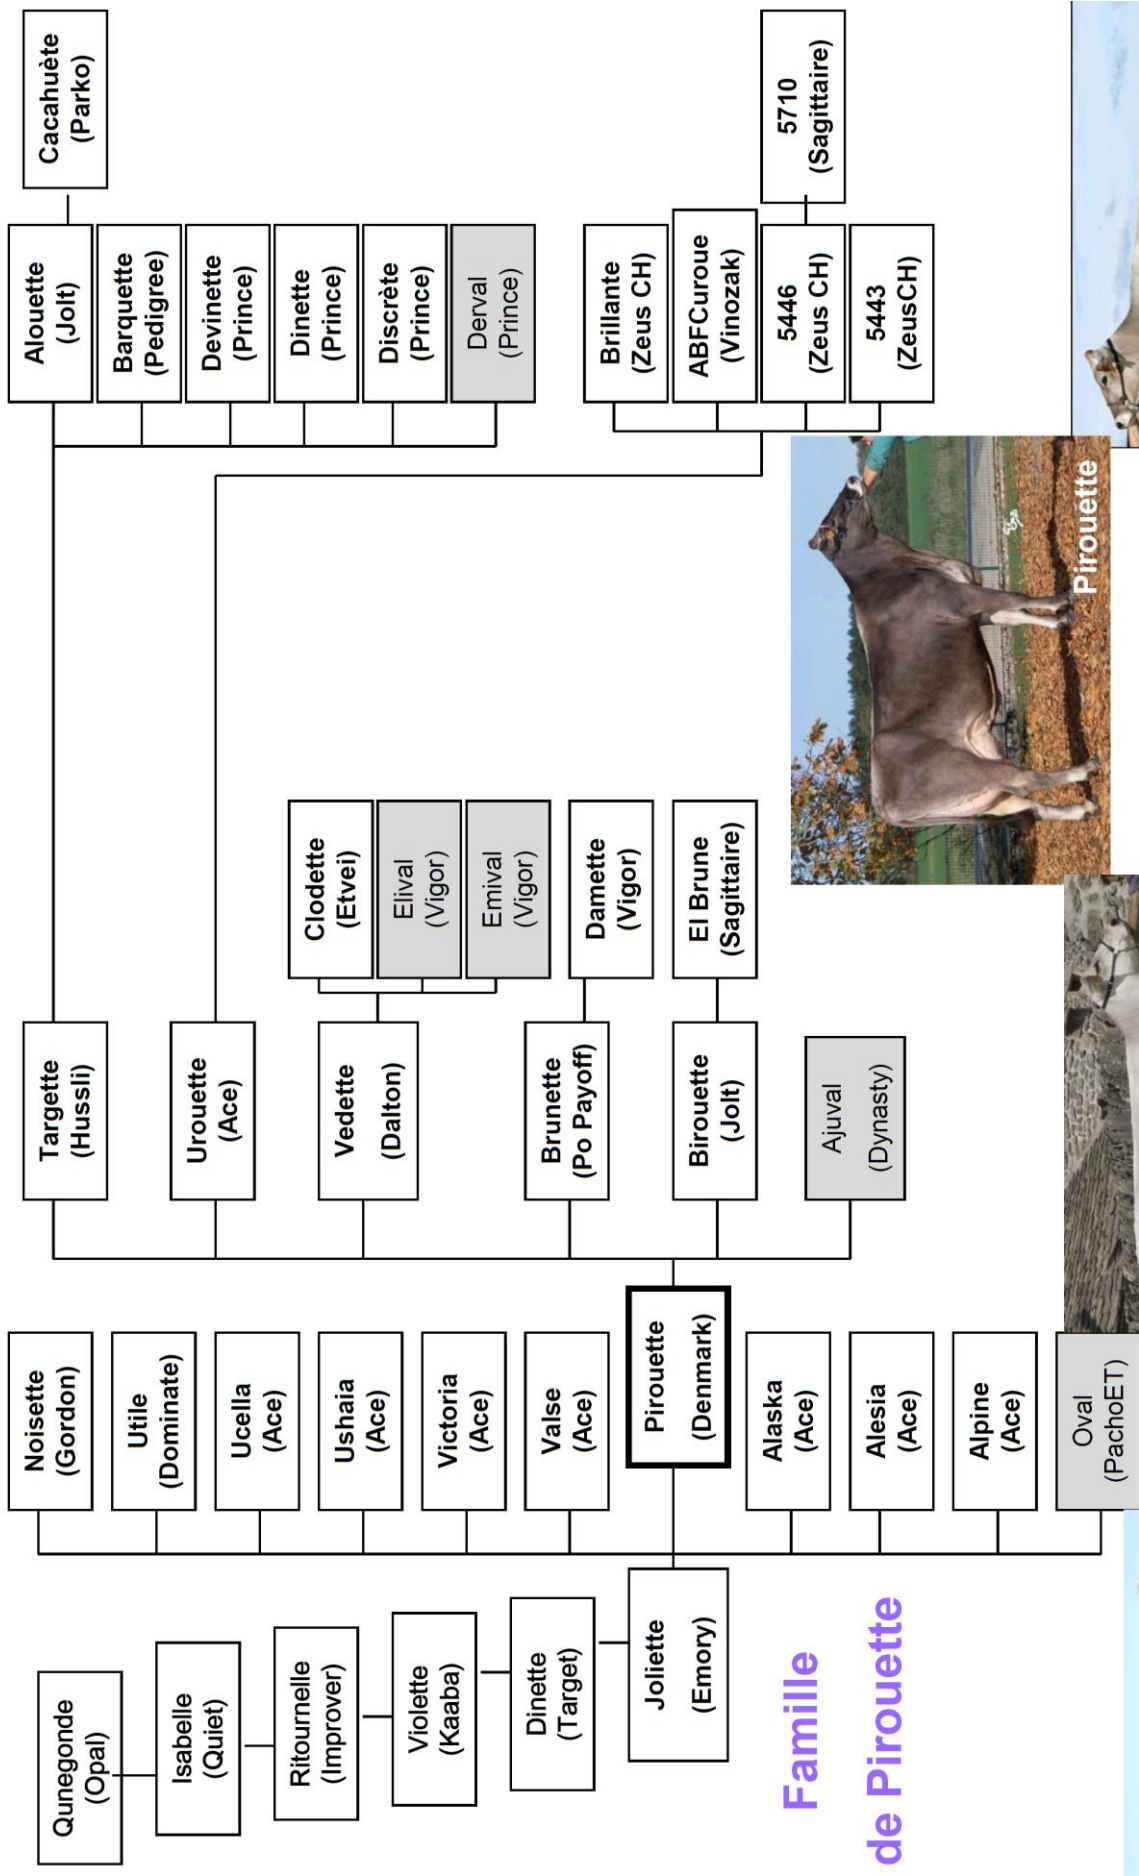 Famille
de Pirouette
Qunegonde
(Opal)
Isabelle
(Quiet)
Ritournelle
(Improver)
Violette
(Kaaba)
Dinette
(Target)
Joliette
(Emory)
Noisette
(Gordon)
Utile
(Dominate)
Ucella
(Ace)
Ushaia
(Ace)
Victoria
(Ace)
Valse
(Ace)
Pirouette
(Denmark)
Alaska
(Ace)
Alesia
(Ace)
Alpine
(Ace)
Oval
(PachoET)
Targette
(Hussli)
Urouette
(Ace)
Vedette
(Dalton)
Brunette
(Po Payoff)
Birouette
(Jolt)
Ajuval
(Dynasty)
Clodette
(Etvei)
Elival
(Vigor)
Emival
(Vigor)
Damette
(Vigor)
El Brune
(Sagittaire)
Alouette
(Jolt)
Barquette
(Pedigree)
Devinette
(Prince)
Dinette
(Prince)
Discrète
(Prince)
Derval
(Prince)
Brillante
(Zeus CH)
ABFCuroue
(Vinozak)
5446
(Zeus CH)
5443
(ZeusCH)
Cacahuète
(Parko)
5710
(Sagittaire)
Pirouette